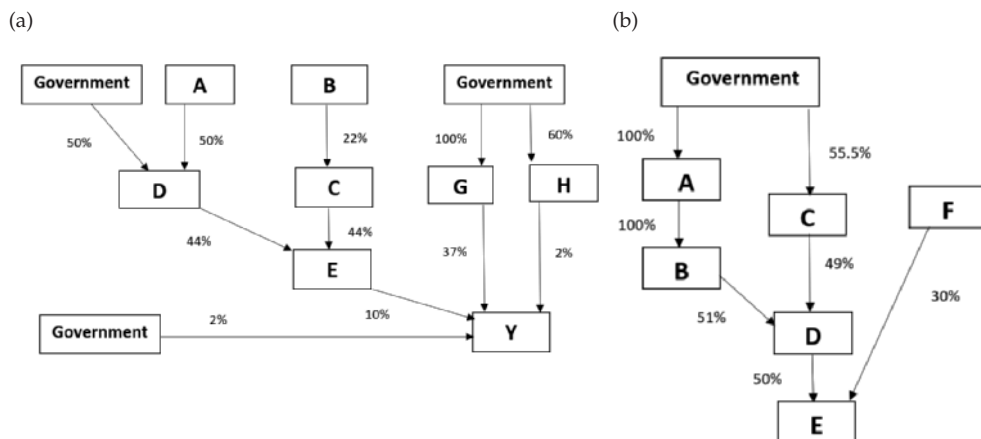 (a)
(b)
Government
A
B
Government
Government
50%
50%
22%
100%
60%
100%
55.5%
D
C
G
H
A
C
F
44%
44%
37%
2%
100%
49%
30%
E
B
Government
2%
10%
Y
51%
D
50%
E